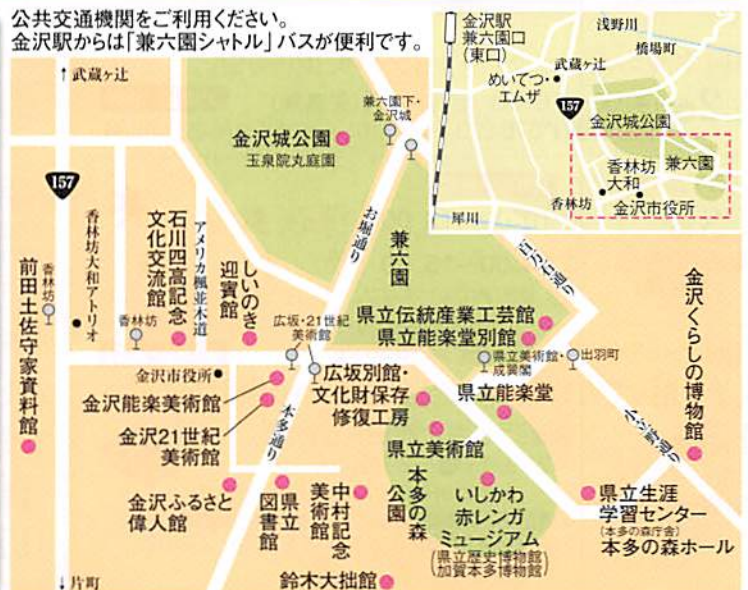 公共交通機関をご利用ください。
金沢駅からは「兼六園シャトル」バスが便利です。
金沢駅
兼六園口
(東口)
浅野川
橋場町
武蔵ヶ辻
めいてつ・
エムザ
157
金沢城公園
香林坊
大和
兼六園
香林坊
金沢市役所
犀川
↑武蔵ヶ辻
兼六園下・
金沢城
金沢城公園
玉泉院丸庭園
157
お堀通り
兼六園
百万石通り
香林坊
前田土佐守家資料館
香林坊大和アトリオ
香林坊
石川四高記念
文化交流館
アメリカ楓並木道
しいのき
迎賓館
広坂・21世紀
美術館
県立伝統産業工芸館
県立能楽堂別館
県立美術館・
成巽閣
出羽町
金沢くらしの博物館
金沢市役所
金沢能楽美術館
金沢21世紀
美術館
本多通り
広坂別館・
文化財保存
修復工房
県立能楽堂
県立美術館
小立野通り
金沢ふるさと
偉人館
県立
図書館
中村記念
美術館
本多の森
公園
いしかわ
赤レンガ
ミュージアム
(県立歴史博物館)
(加賀本多博物館)
県立生涯
学習センター
(本多の森庁舎)
本多の森ホール
鈴木大拙館
↓片町